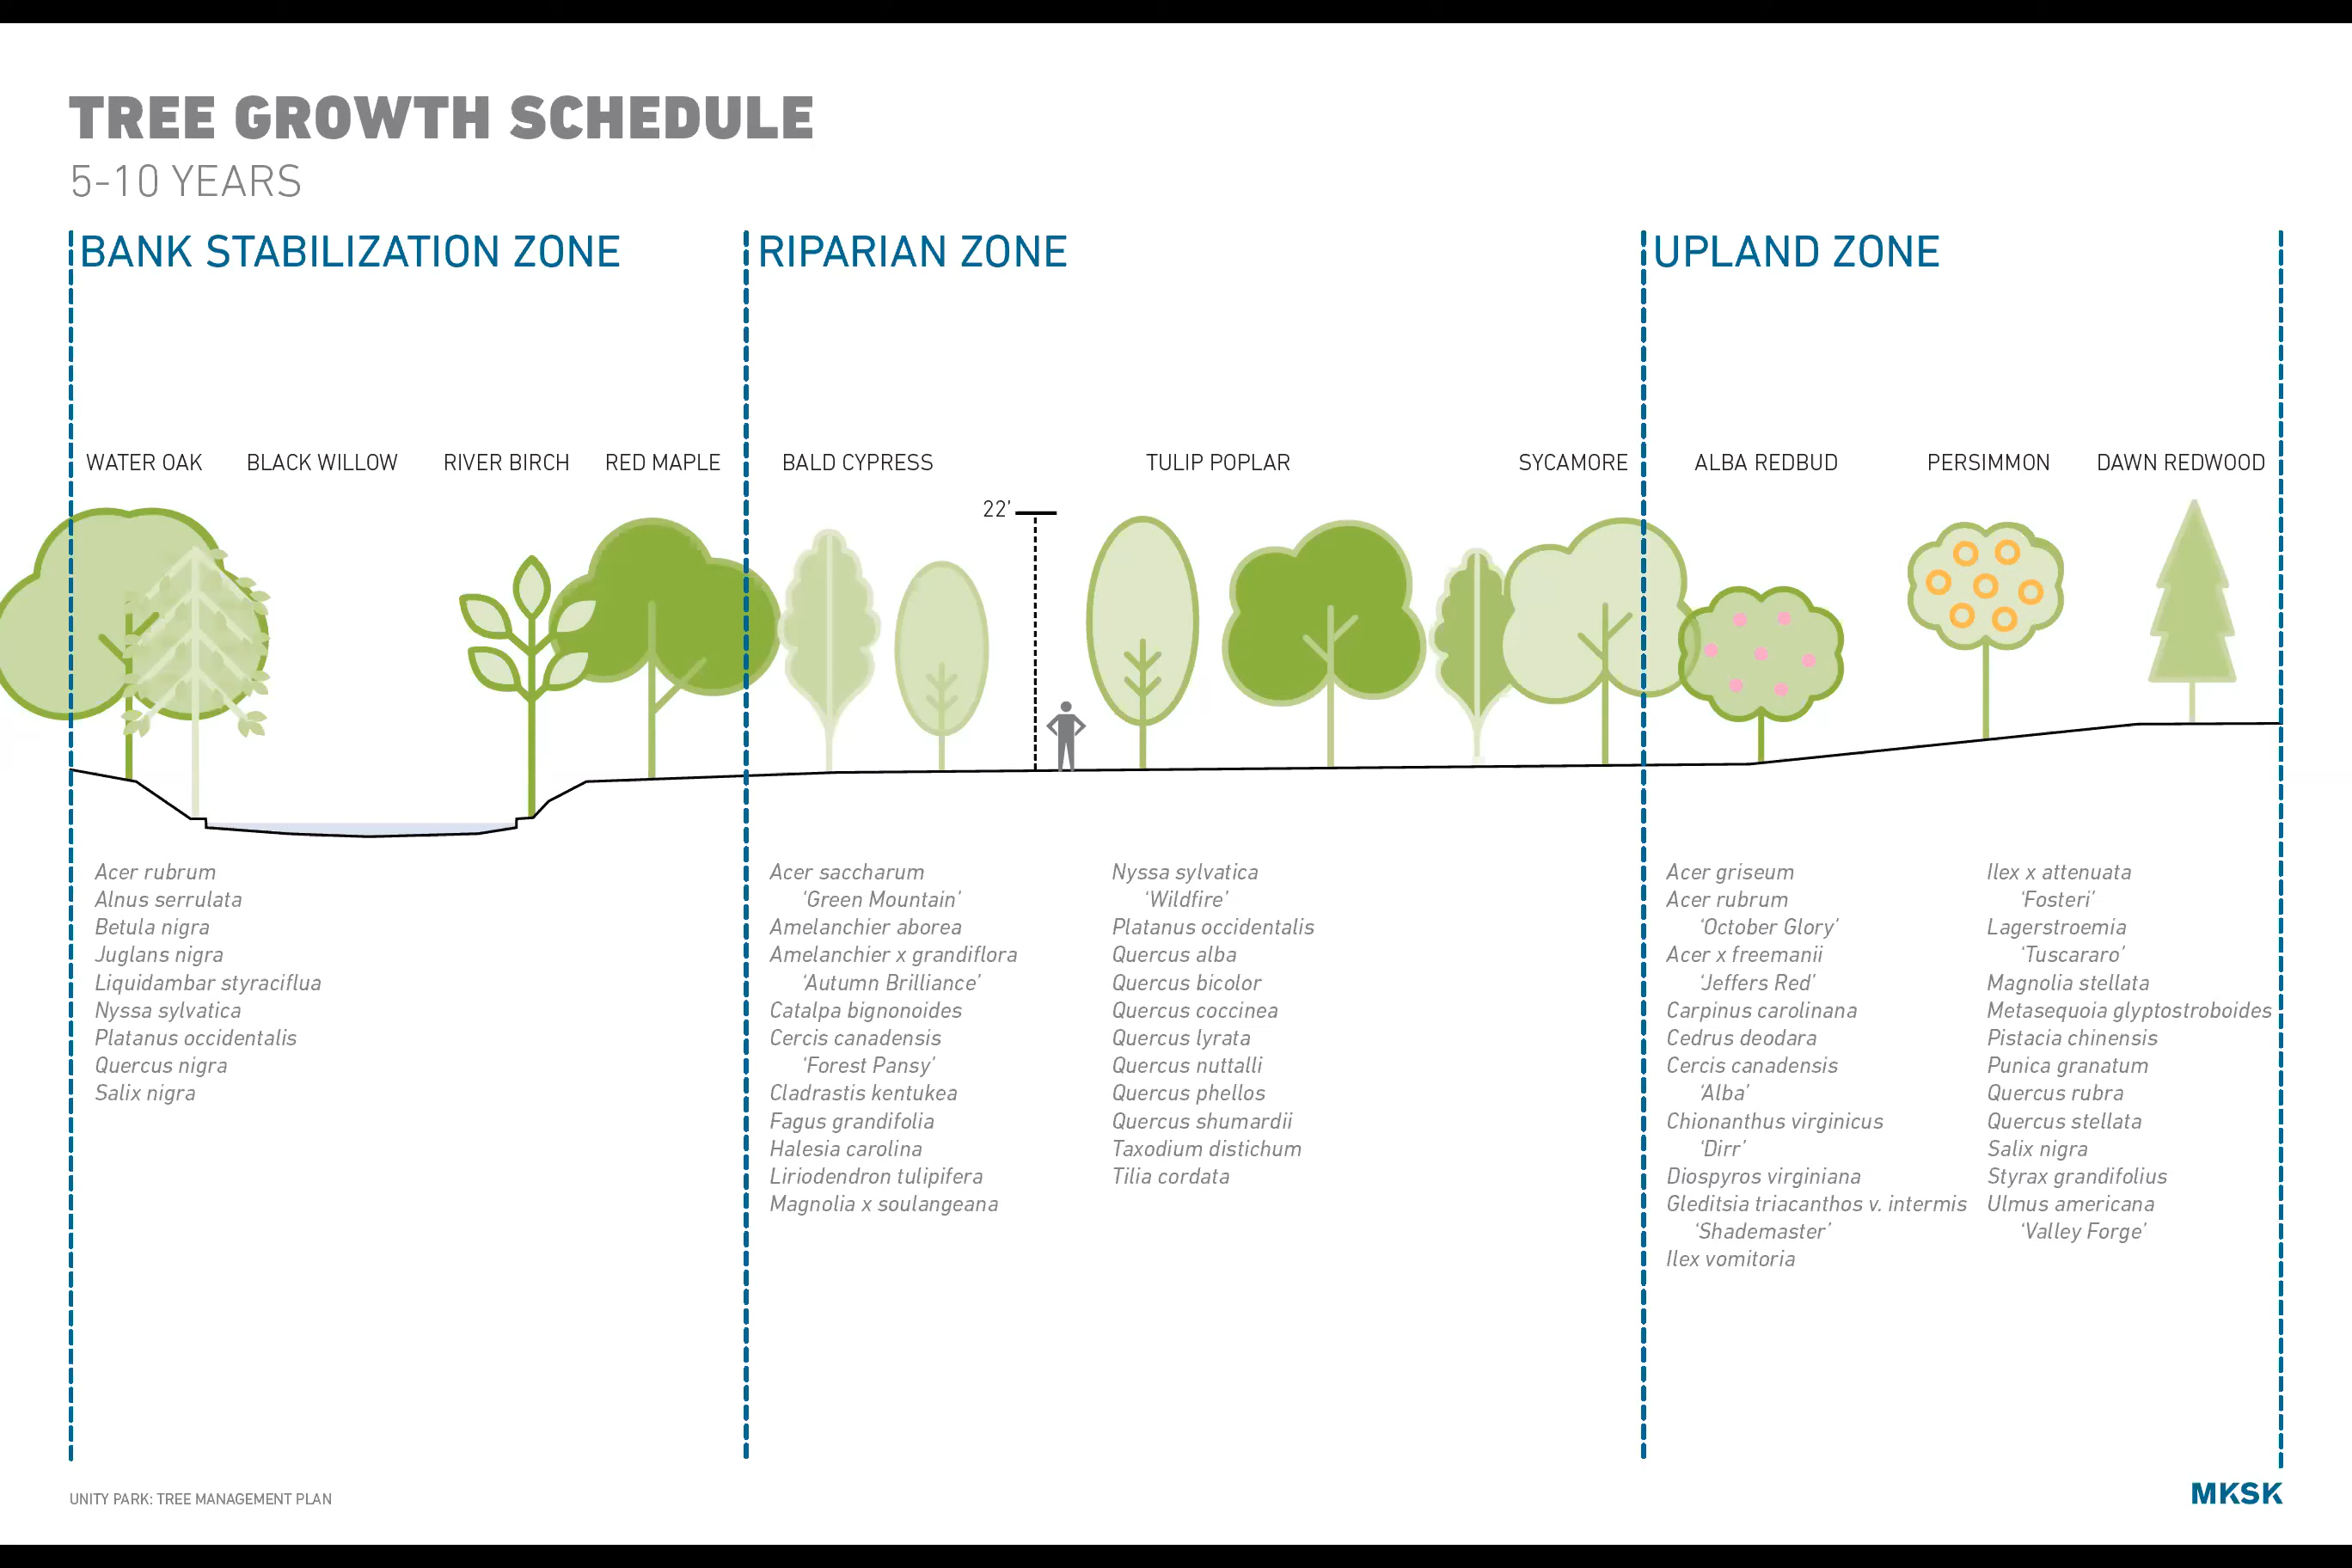 TREE GROWTH SCHEDULE
5-10 YEARS
BANK STABILIZATION ZONE
RIPARIAN ZONE
UPLAND ZONE
WATER OAK
BLACK WILLOW
RIVER BIRCH
RED MAPLE
BALD CYPRESS
TULIP POPLAR
SYCAMORE
ALBA REDBUD
PERSIMMON
DAWN REDWOOD
22'
Acer rubrum
Alnus serrulata
Betula nigra
Juglans nigra
Liquidambar styraciflua
Nyssa sylvatica
Platanus occidentalis
Quercus nigra
Salix nigra
Acer saccharum
'Green Mountain'
Amelanchier aborea
Amelanchier x grandiflora
'Autumn Brilliance'
Catalpa bignonoides
Cercis canadensis
'Forest Pansy'
Cladrastis kentukea
Fagus grandifolia
Halesia carolina
Liriodendron tulipifera
Magnolia x soulangeana
Nyssa sylvatica
'Wildfire'
Platanus occidentalis
Quercus alba
Quercus bicolor
Quercus coccinea
Quercus lyrata
Quercus nuttalli
Quercus phellos
Quercus shumardii
Taxodium distichum
Tilia cordata
Acer griseum
Acer rubrum
'October Glory'
Acer x freemanii
'Jeffers Red'
Carpinus carolinana
Cedrus deodara
Cercis canadensis
'Alba'
Chionanthus virginicus
'Dirr'
Diospyros virginiana
Gleditsia triacanthos v. intermis
'Shademaster'
Ilex vomitoria
Ilex x attenuata
'Fosteri'
Lagerstroemia
'Tuscararo'
Magnolia stellata
Metasequoia glyptostroboides
Pistacia chinensis
Punica granatum
Quercus rubra
Quercus stellata
Salix nigra
Styrax grandifolius
Ulmus americana
'Valley Forge'
UNITY PARK: TREE MANAGEMENT PLAN
MKSK